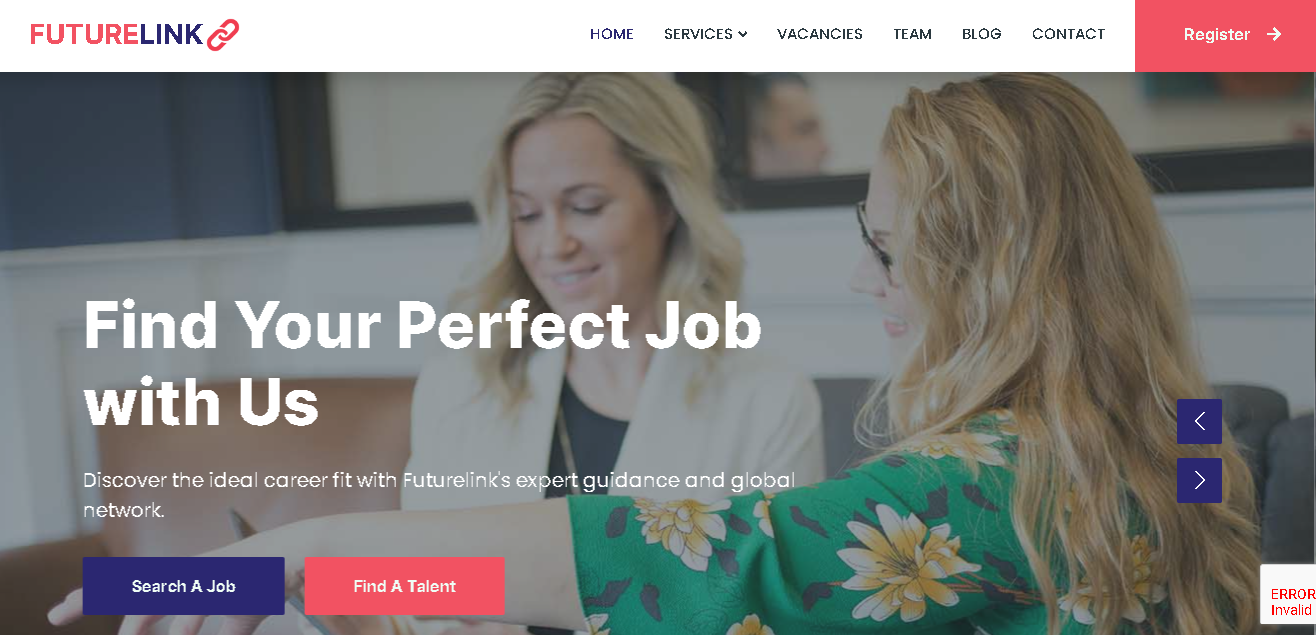 FUTURELINK
HOME SERVICES VACANCIES TEAM BLOG CONTACT Register
Find Your Perfect Job
with Us
Discover the ideal career fit with Futurelink's expert guidance and global
network.
Search A Job Find A Talent
ERROR
Invalid